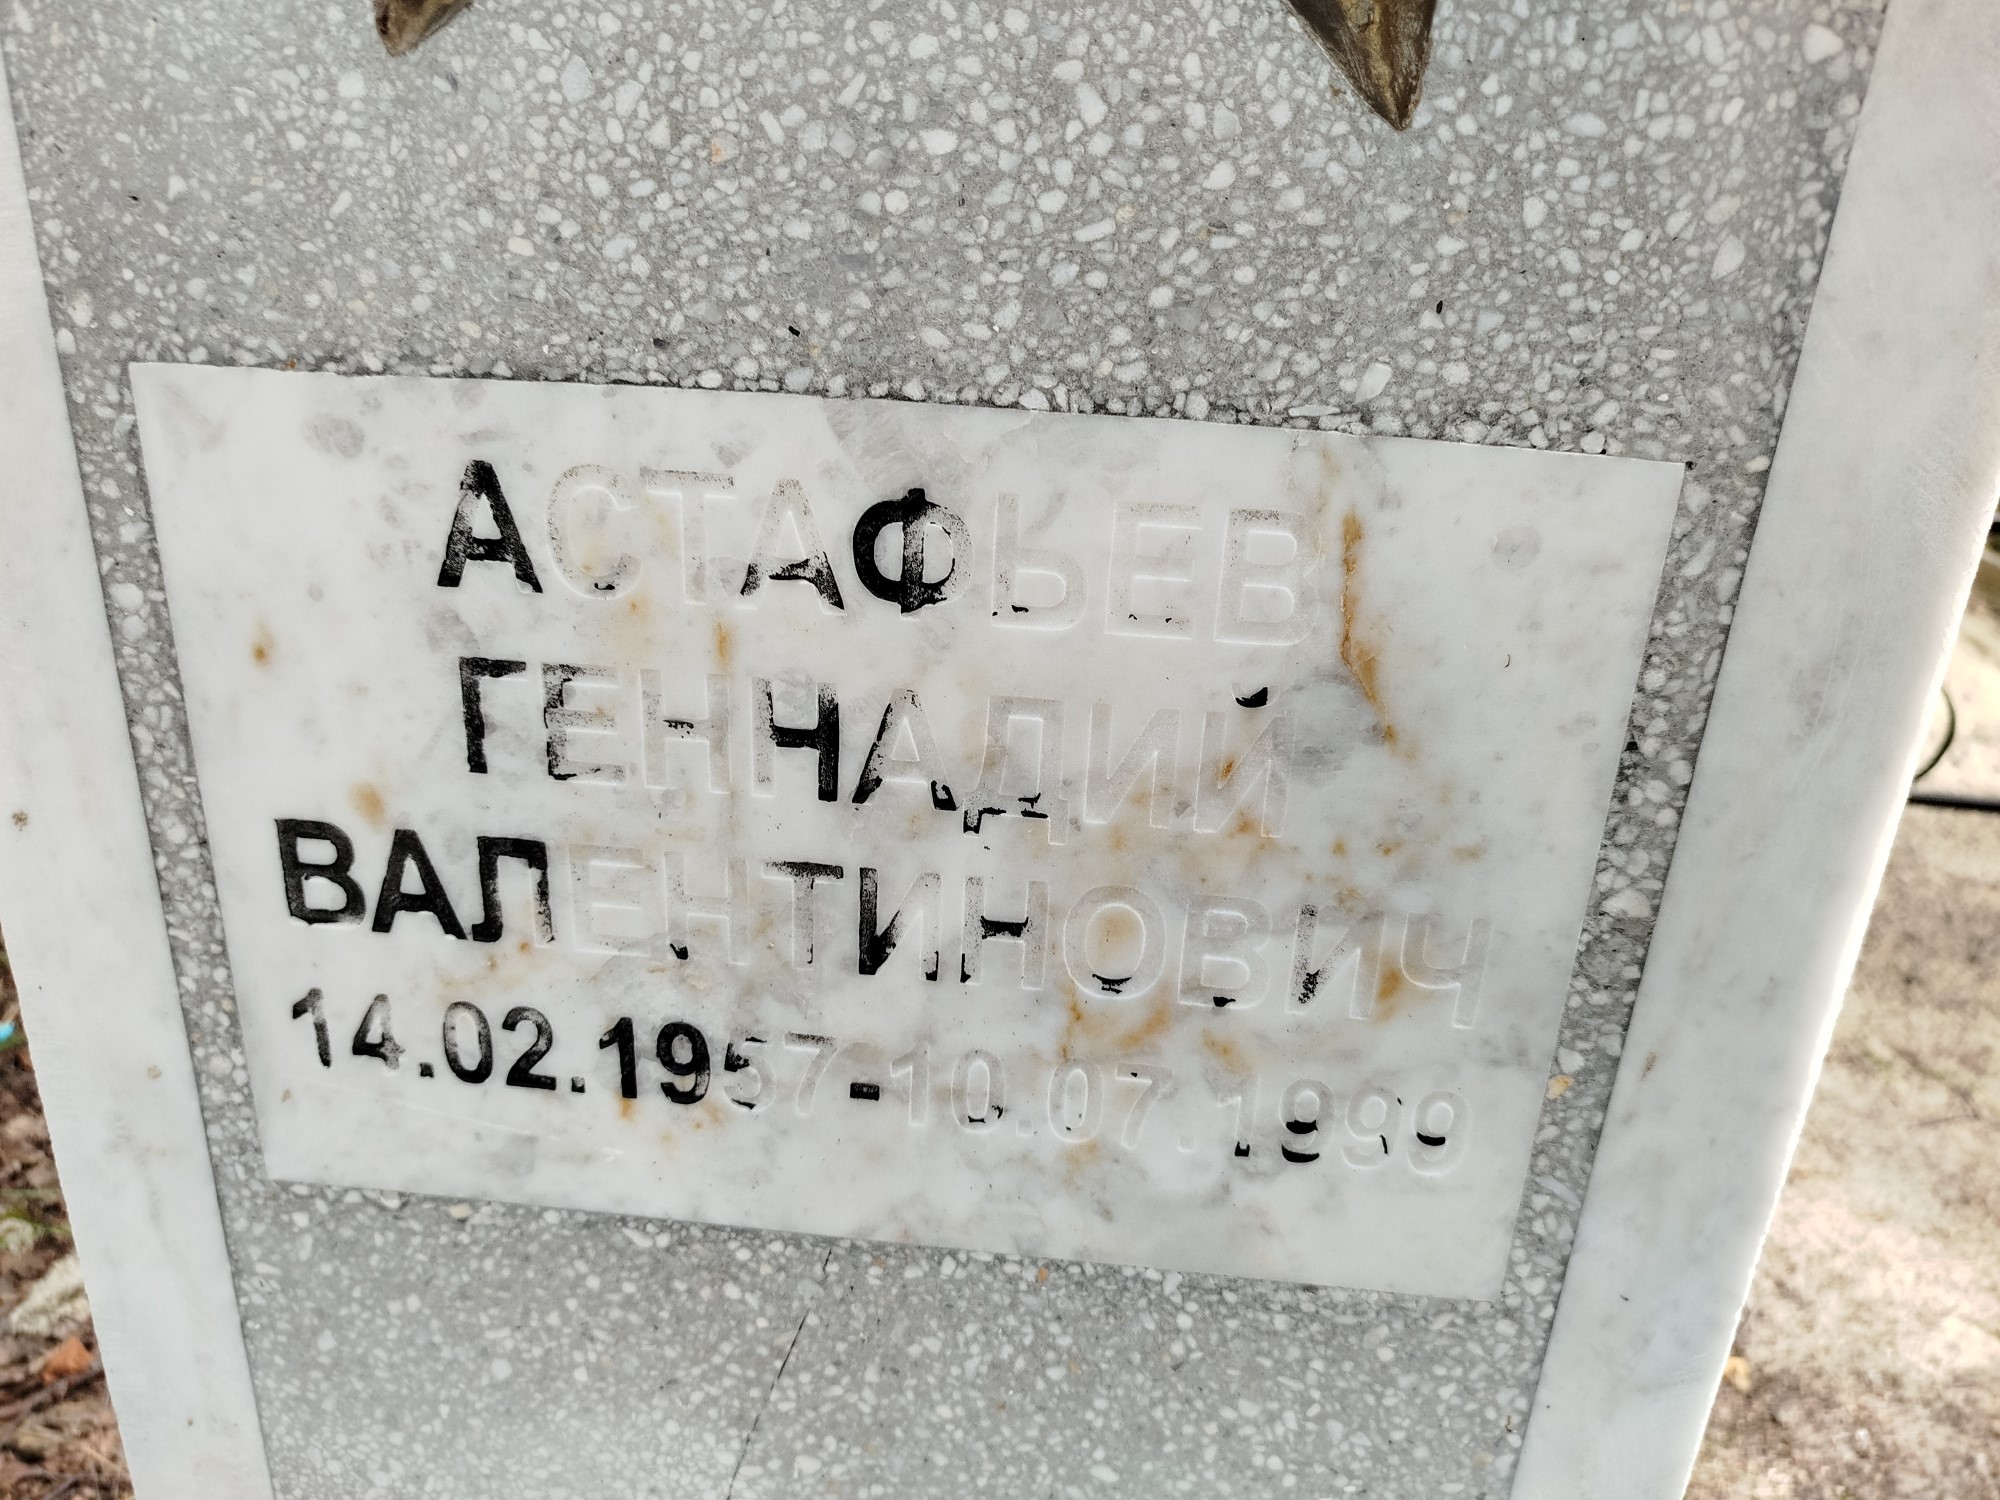 АСТАФЬЕВ
ГЕННАДИЙ
ВАЛЕНТИНОВИЧ
14.02.1957-10.07.1999